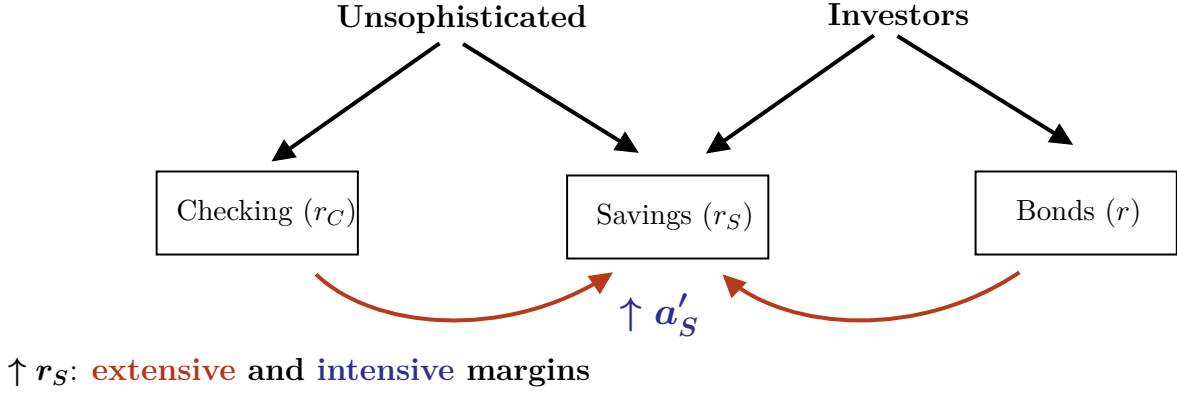 Unsophisticated
Investors
Checking (r_C)
Savings (r_S)
Bonds (r)
↑ a′_S
↑ r_S: extensive and intensive margins